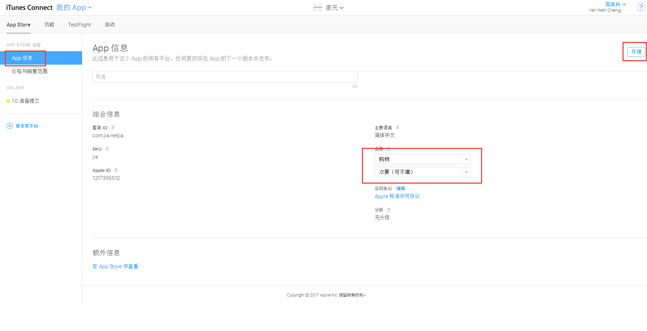 iTunes Connect 我的 App
家天
Yan Wen Cheng
App Store 功能 TestFlight 活动
APP STORE 信息
App 信息
价格与销售范围
IOS APP
1.0 准备提交
新建平台
App 信息
此信息用于这个 App 的所有平台。任何更改将在 App 的下一个版本中发布。
存储
可选
30
综合信息
套装 ID ?
com.jia.netjia
SKU ?
jia
Apple ID ?
1217355512
主要语言 ?
简体中文
类别 ?
购物
次要（可不填）
许可协议 编辑
Apple 标准许可协议
分级 ?
无分级
额外信息
在 App Store 中查看
Copyright © 2017 Apple Inc. 保留所有权利。